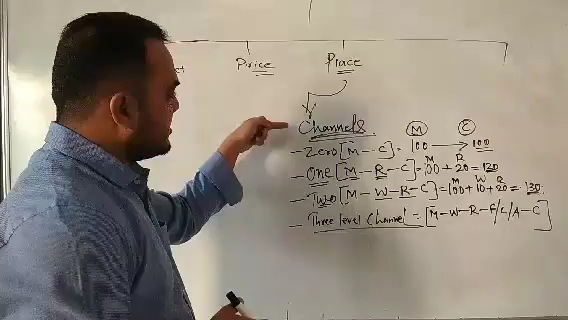 Price Place
Channels
M C
- Zero [M - C] = 100 → 100
M R
- One [M - R - C] = 100 + 20 = 120
M W R
- Two [M - W - R - C] = 100 + 10 + 20 = 130
- Three level Channel = [M - W - R - F/C/A - C]